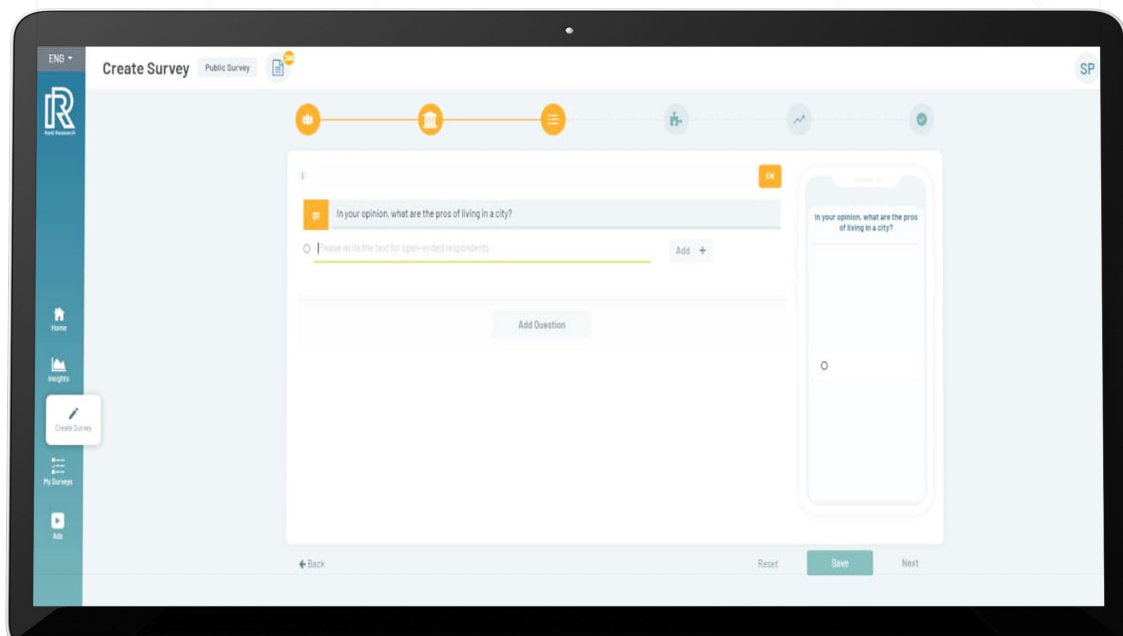 ENG
Create Survey
Public Survey
SP
Real Research
EN
Q1
In your opinion, what are the pros of living in a city?
Please write the text for open-ended respondents
Add +
Add Question
In your opinion, what are the pros
of living in a city?
Home
Insights
Create Survey
My Surveys
Ads
Back
Reset
Save
Next